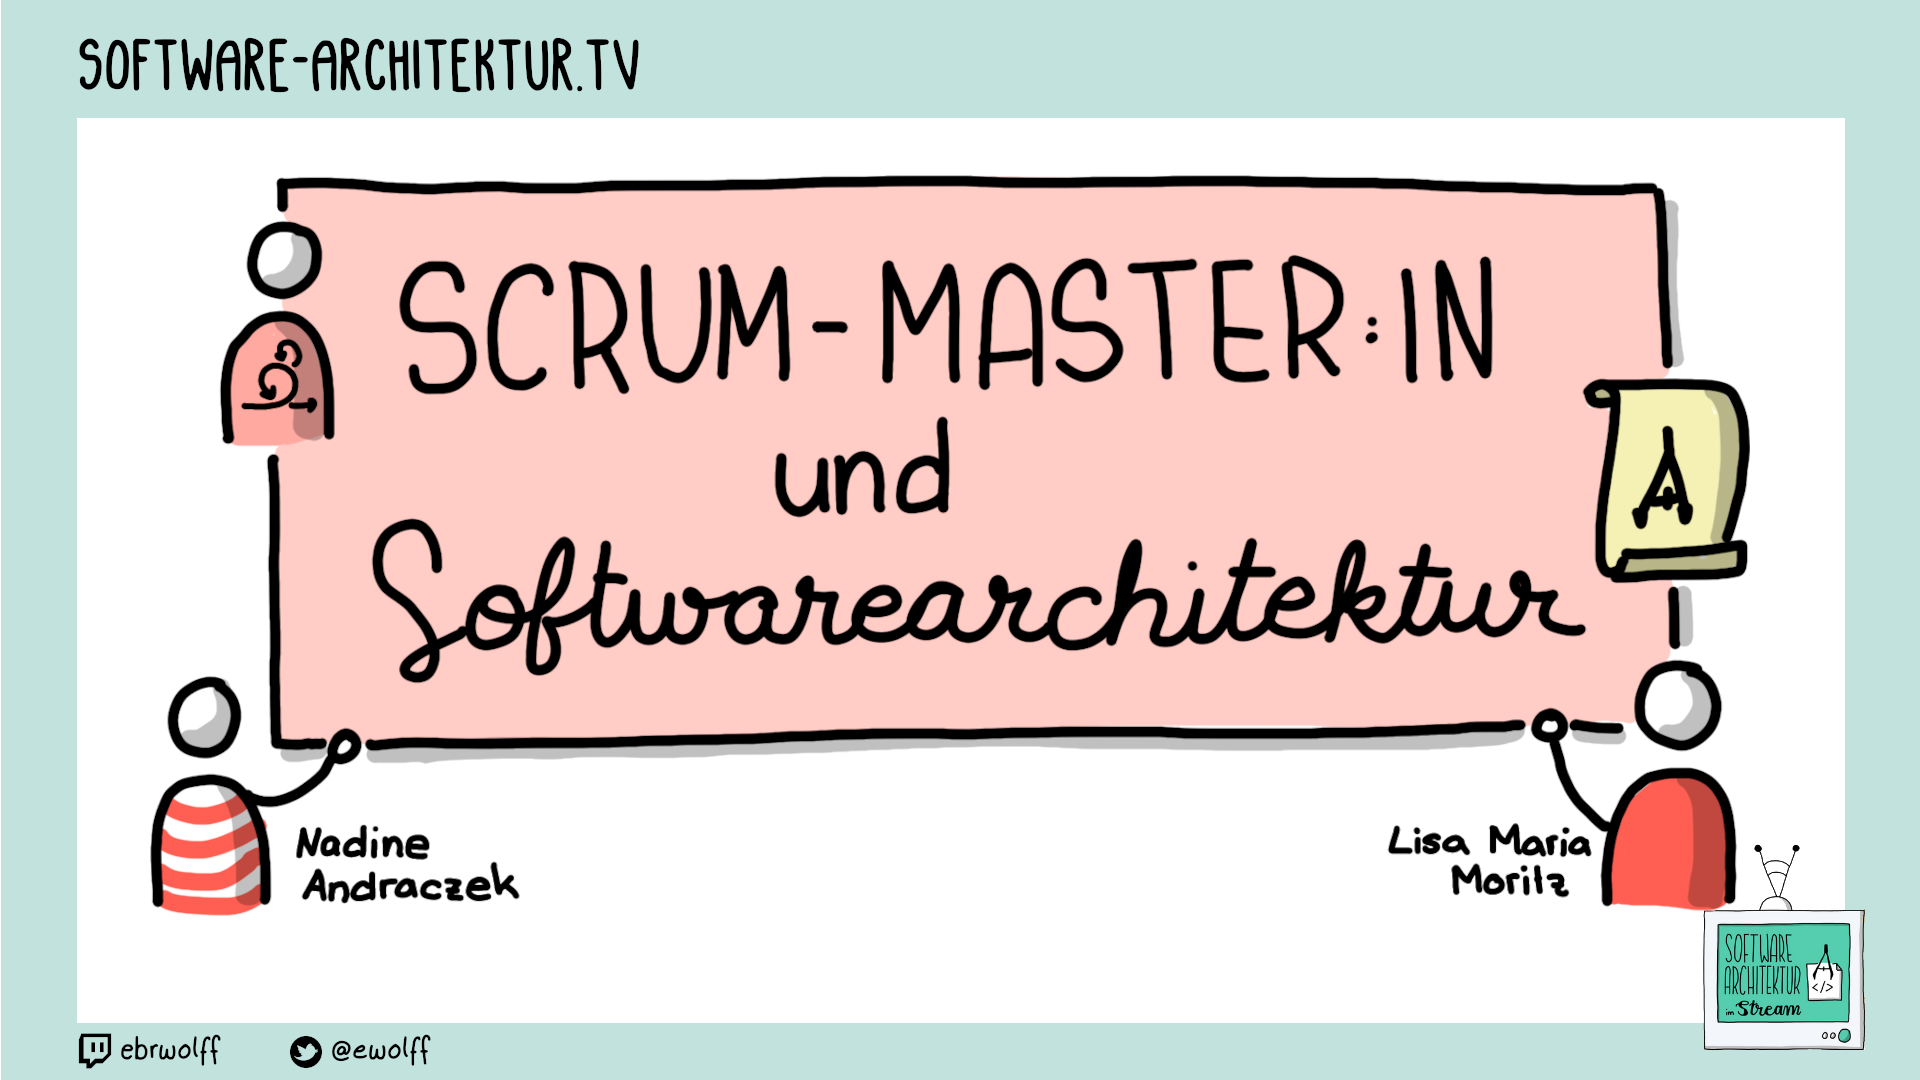 SOFTWARE-ARCHITEKTUR.TV
SCRUM-MASTER:IN
und
Softwarearchitektur
Nadine
Andraczek
Lisa Maria
Moritz
SOFTWARE
ARCHITEKTUR
</>
im Stream
ebrwolff
@ewolff